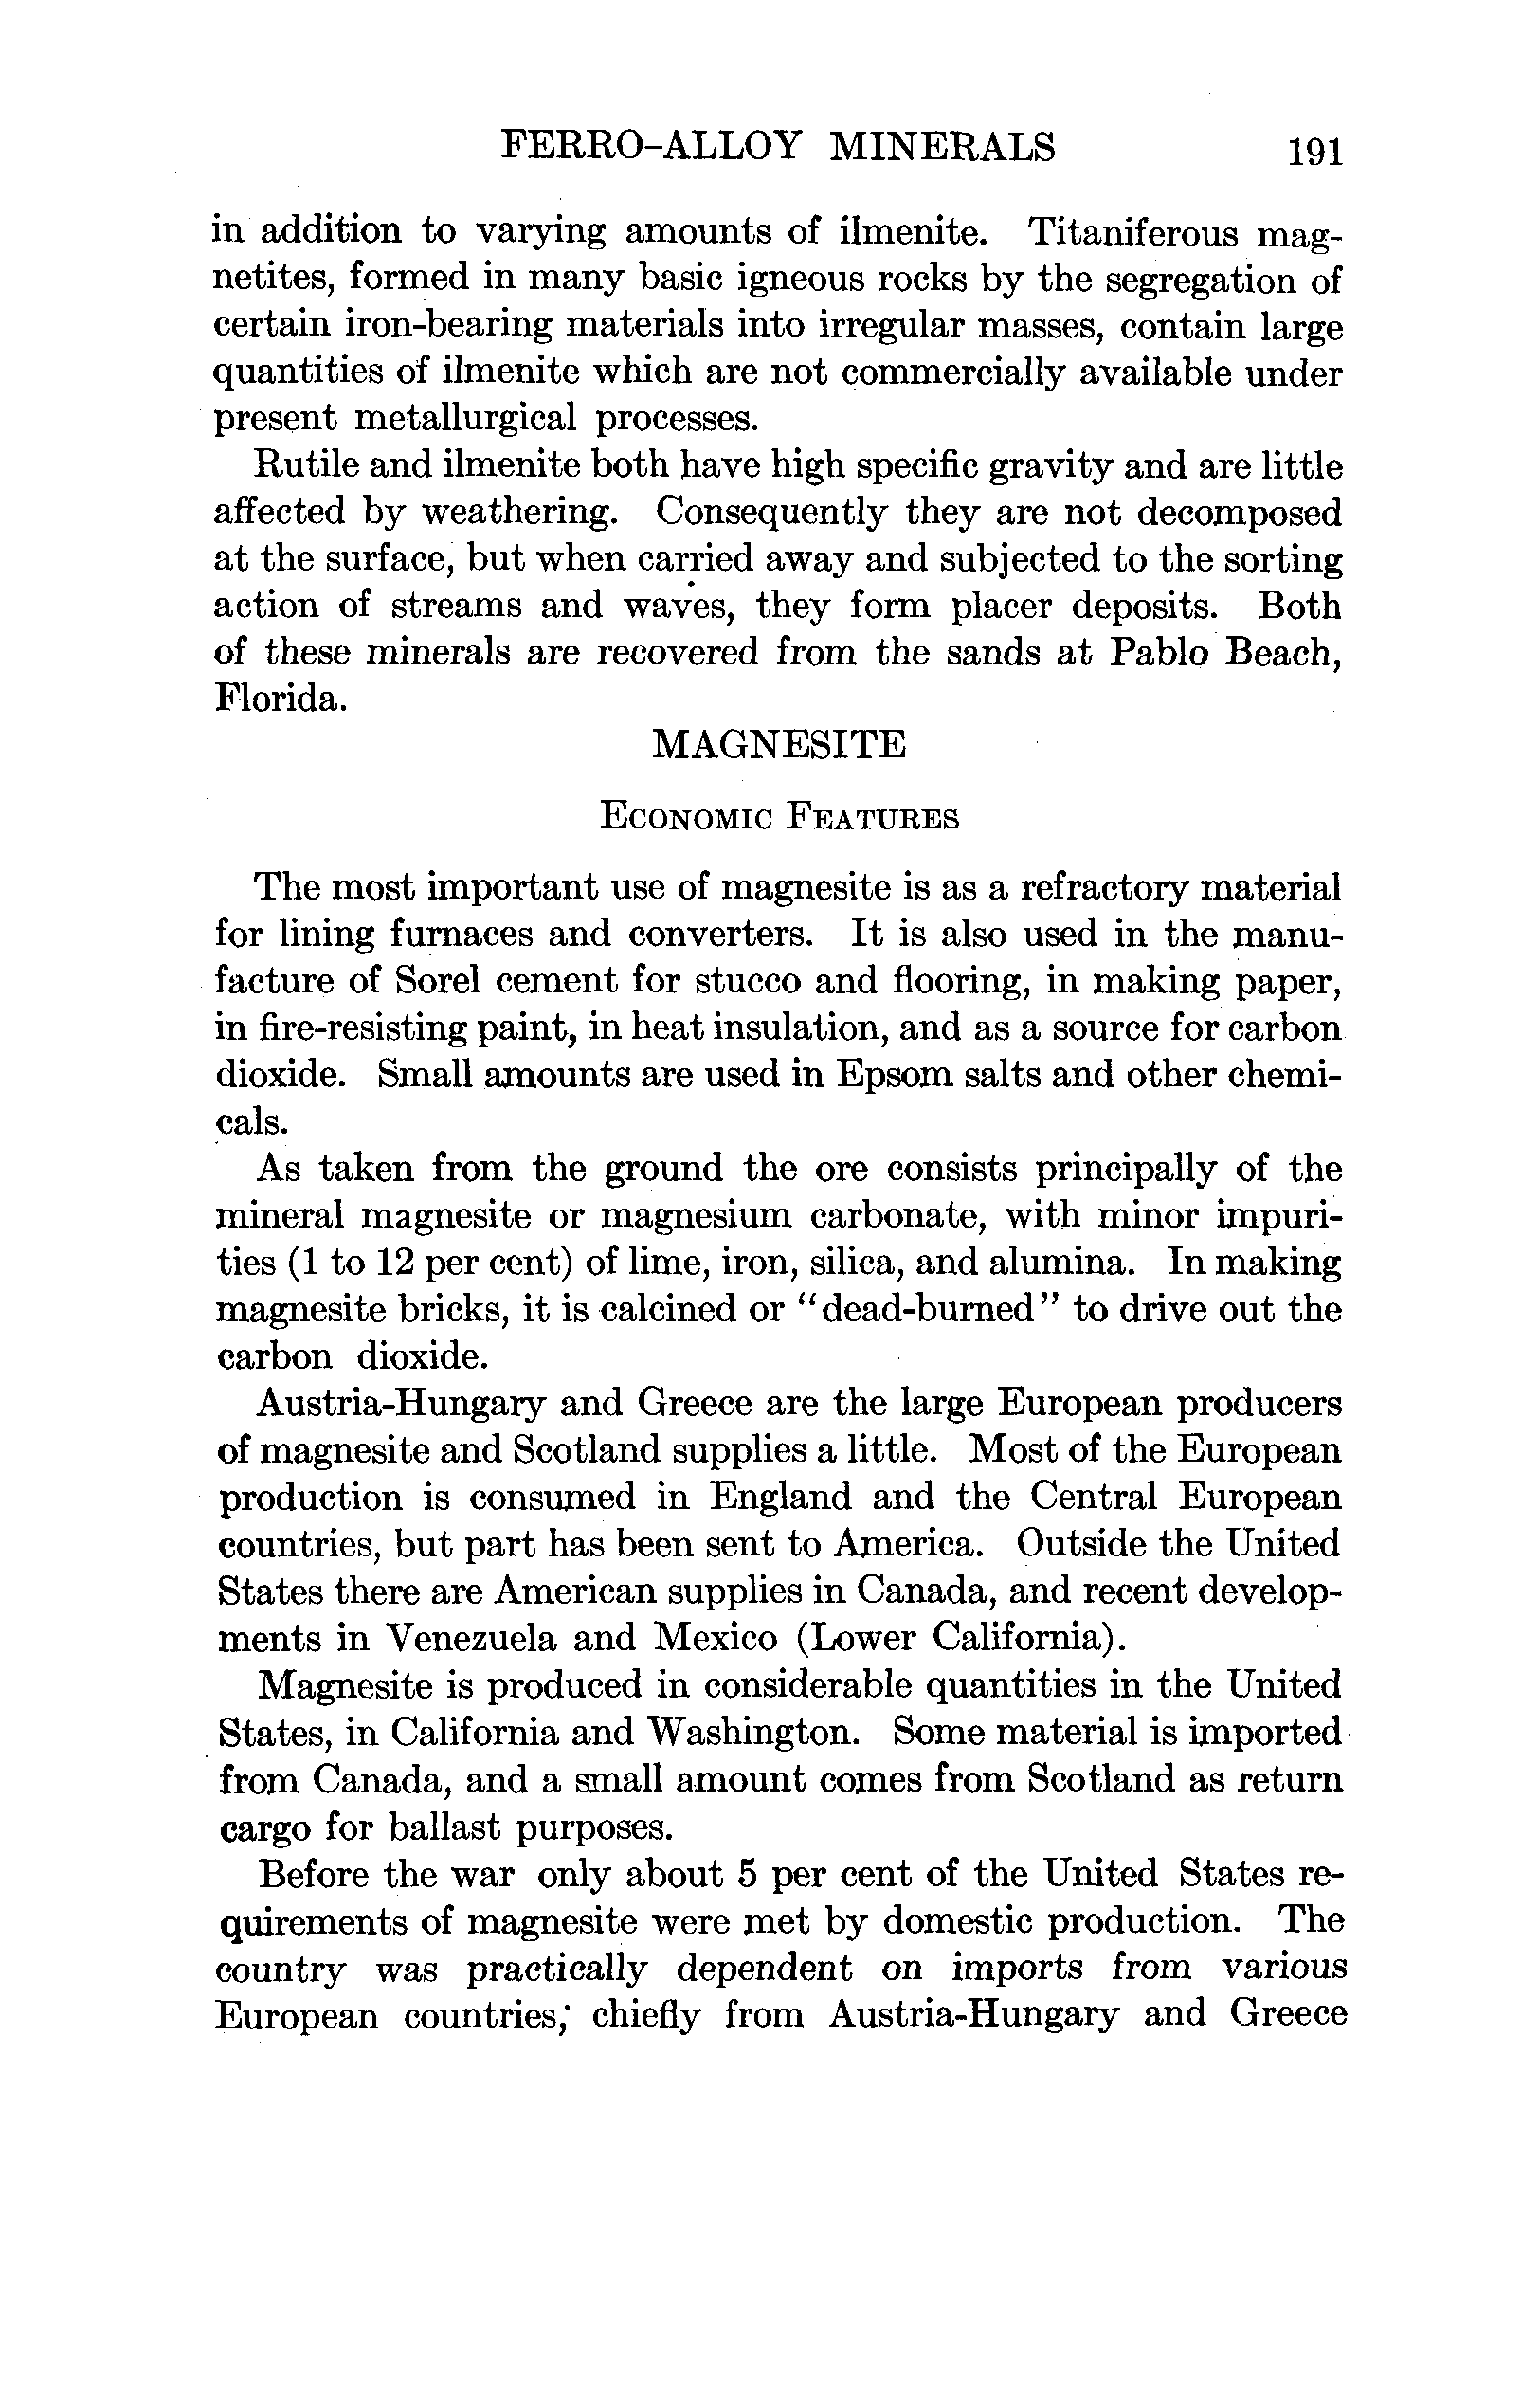 FERRO-ALLOY MINERALS 191
in addition to varying amounts of ilmenite. Titaniferous mag-
netites, formed in many basic igneous rocks by the segregation of
certain iron-bearing materials into irregular masses, contain large
quantities of ilmenite which are not commercially available under
present metallurgical processes.
Rutile and ilmenite both have high specific gravity and are little
affected by weathering. Consequently they are not decomposed
at the surface, but when carried away and subjected to the sorting
action of streams and waves, they form placer deposits. Both
of these minerals are recovered from the sands at Pablo Beach,
Florida.
MAGNESITE
ECONOMIC FEATURES
The most important use of magnesite is as a refractory material
for lining furnaces and converters. It is also used in the manu-
facture of Sorel cement for stucco and flooring, in making paper,
in fire-resisting paint, in heat insulation, and as a source for carbon
dioxide. Small amounts are used in Epsom salts and other chemi-
cals.
As taken from the ground the ore consists principally of the
mineral magnesite or magnesium carbonate, with minor impuri-
ties (1 to 12 per cent) of lime, iron, silica, and alumina. In making
magnesite bricks, it is calcined or "dead-burned" to drive out the
carbon dioxide.
Austria-Hungary and Greece are the large European producers
of magnesite and Scotland supplies a little. Most of the European
production is consumed in England and the Central European
countries, but part has been sent to America. Outside the United
States there are American supplies in Canada, and recent develop-
ments in Venezuela and Mexico (Lower California).
Magnesite is produced in considerable quantities in the United
States, in California and Washington. Some material is imported
from Canada, and a small amount comes from Scotland as return
cargo for ballast purposes.
Before the war only about 5 per cent of the United States re-
quirements of magnesite were met by domestic production. The
country was practically dependent on imports from various
European countries, chiefly from Austria-Hungary and Greece